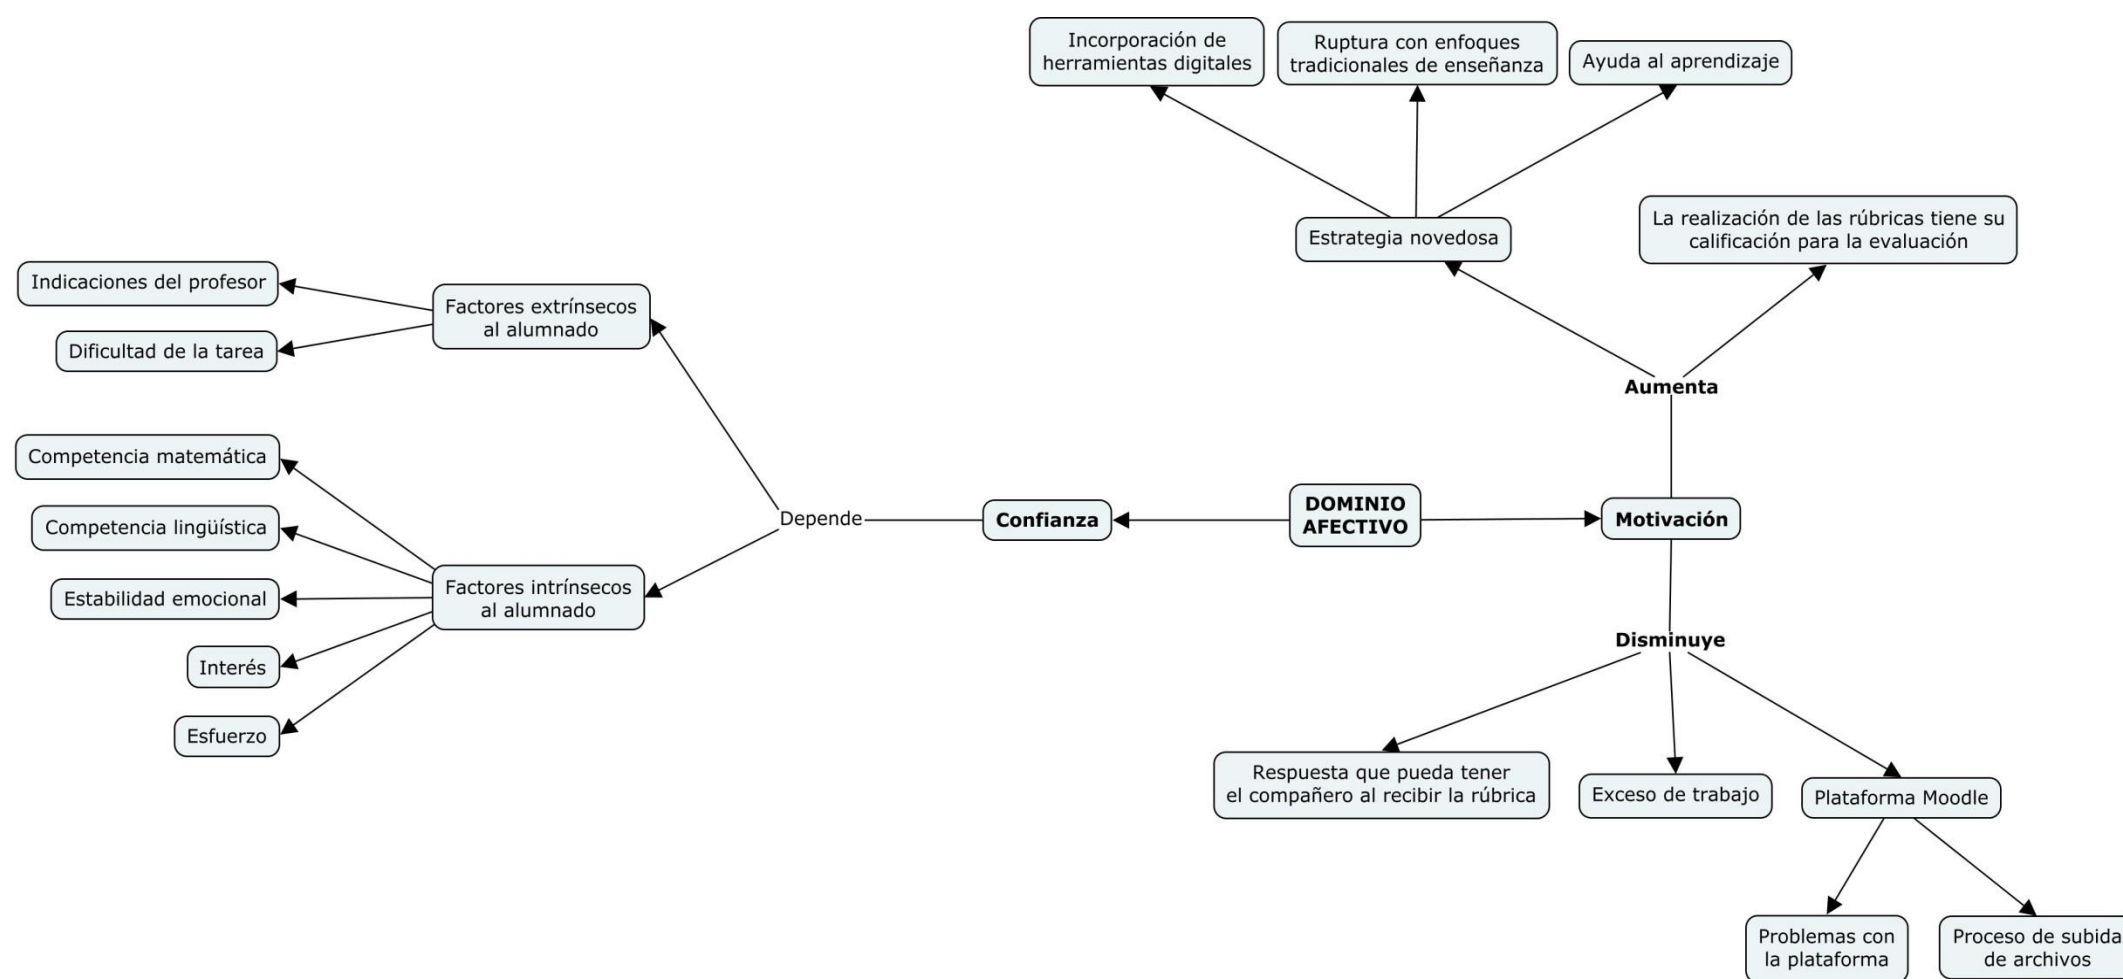 Incorporación de
herramientas digitales
Ruptura con enfoques
tradicionales de enseñanza
Ayuda al aprendizaje
Estrategia novedosa
La realización de las rúbricas tiene su
calificación para la evaluación
Indicaciones del profesor
Factores extrínsecos
al alumnado
Dificultad de la tarea
Aumenta
Competencia matemática
Competencia lingüística
Depende
Confianza
DOMINIO
AFECTIVO
Motivación
Estabilidad emocional
Factores intrínsecos
al alumnado
Interés
Esfuerzo
Disminuye
Respuesta que pueda tener
el compañero al recibir la rúbrica
Exceso de trabajo
Plataforma Moodle
Problemas con
la plataforma
Proceso de subida
de archivos